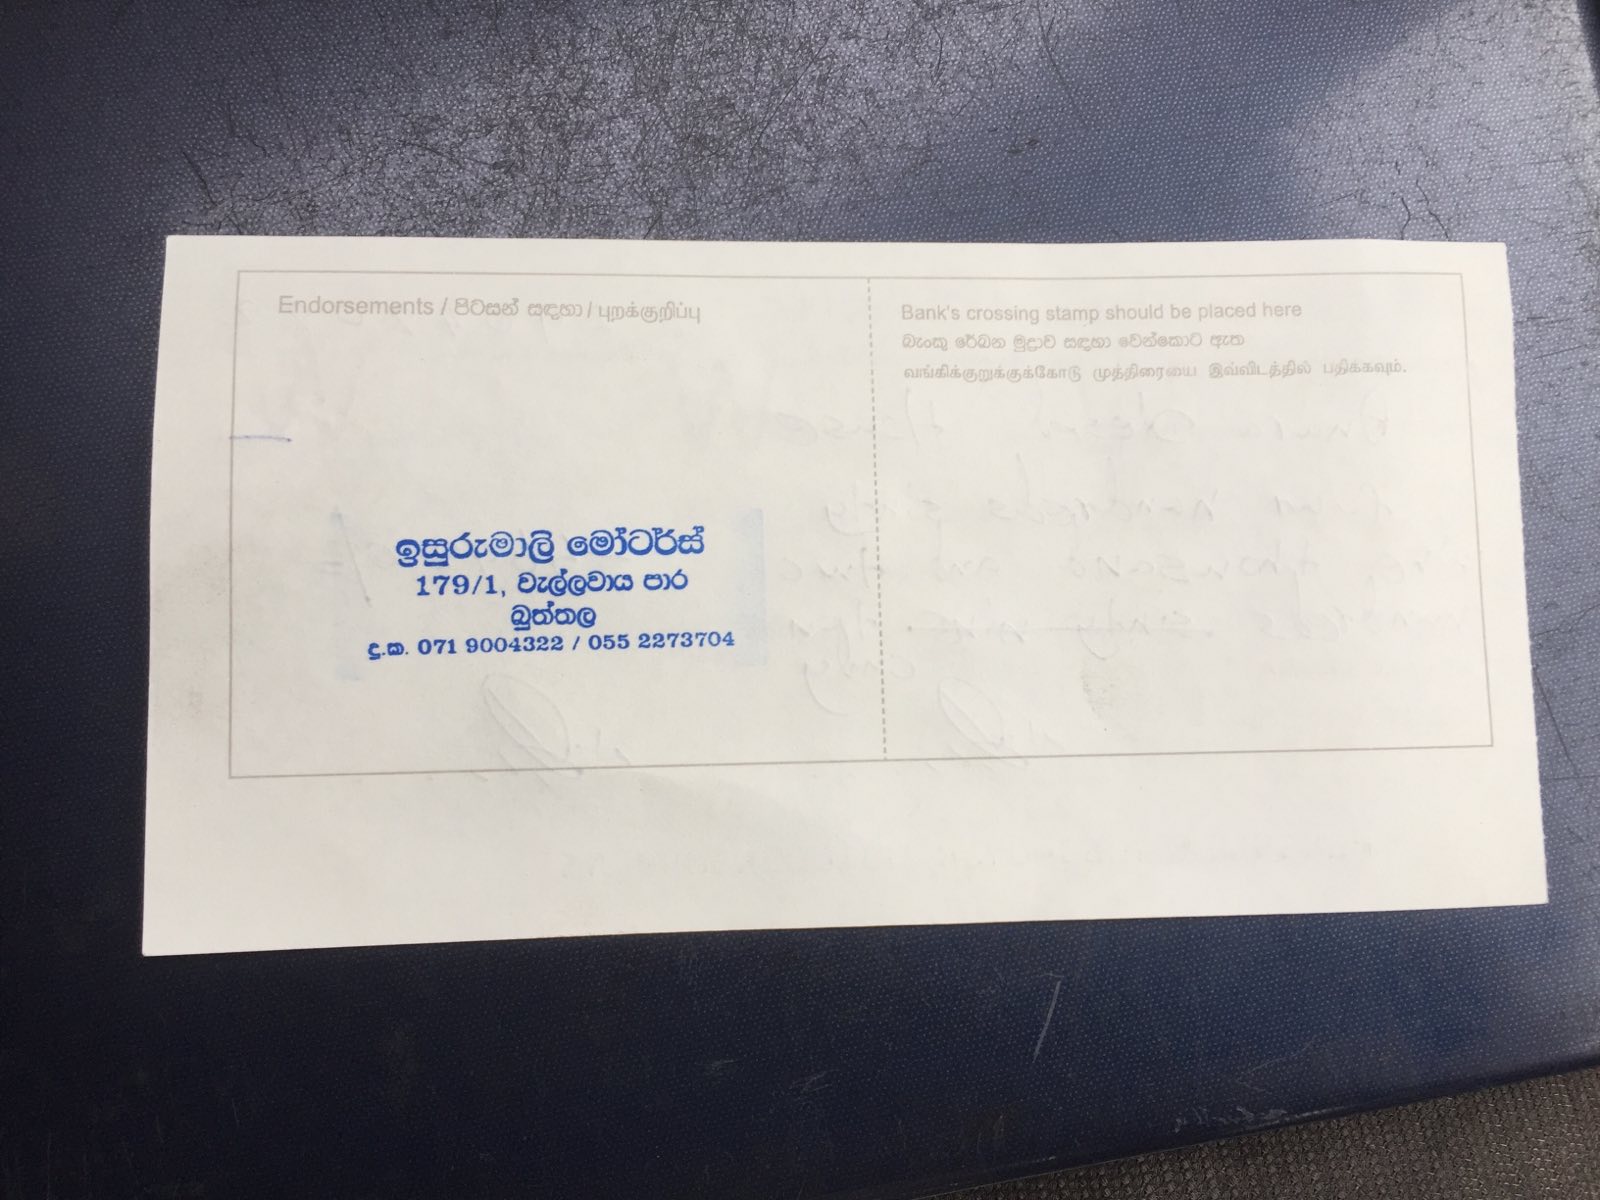 Endorsements / පිටසන් සඳහා / புறக்குறிப்பு
Bank's crossing stamp should be placed here
බැංකු රේඛන මුද්‍රාව සඳහා වෙන්කොට ඇත
வங்கிக்குறுக்குக்கோடு முத்திரையை இவ்விடத்தில் பதிக்கவும்.
ඉසුරුමාලි මෝටර්ස්
179/1, වැල්ලවාය පාර
බුත්තල
දු.ක. 071 9004322 / 055 2273704